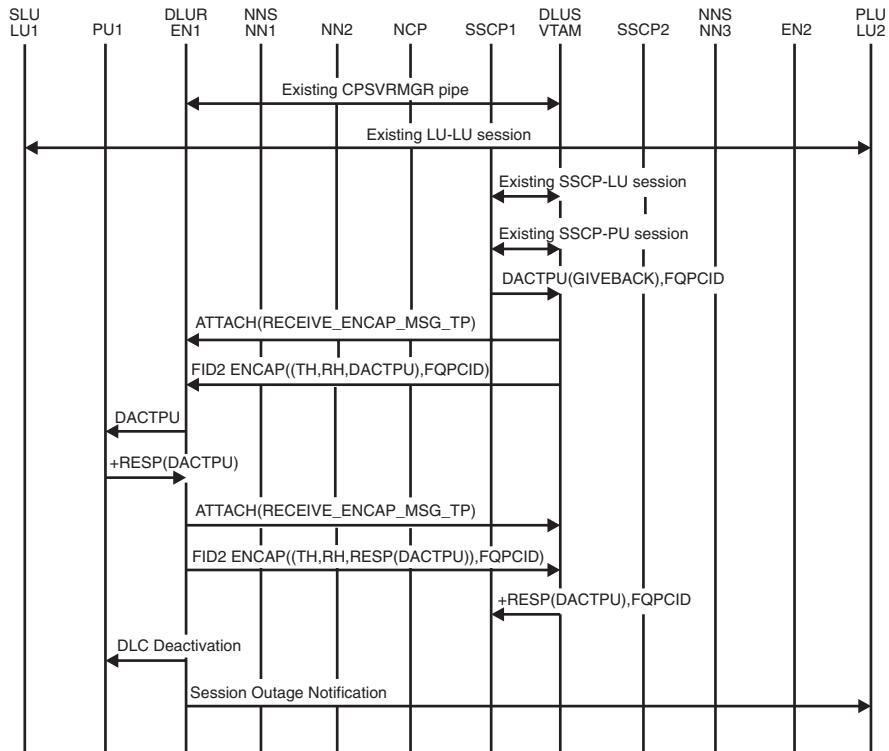 SLU
LU1
PU1
DLUR
EN1
NNS
NN1
NN2
NCP
SSCP1
DLUS
VTAM
SSCP2
NNS
NN3
EN2
PLU
LU2
Existing CPSVRMGR pipe
Existing LU-LU session
Existing SSCP-LU session
Existing SSCP-PU session
DACTPU(GIVEBACK),FQPCID
ATTACH(RECEIVE_ENCAP_MSG_TP)
FID2 ENCAP((TH,RH,DACTPU),FQPCID)
DACTPU
+RESP(DACTPU)
ATTACH(RECEIVE_ENCAP_MSG_TP)
FID2 ENCAP((TH,RH,RESP(DACTPU)),FQPCID)
+RESP(DACTPU),FQPCID
DLC Deactivation
Session Outage Notification